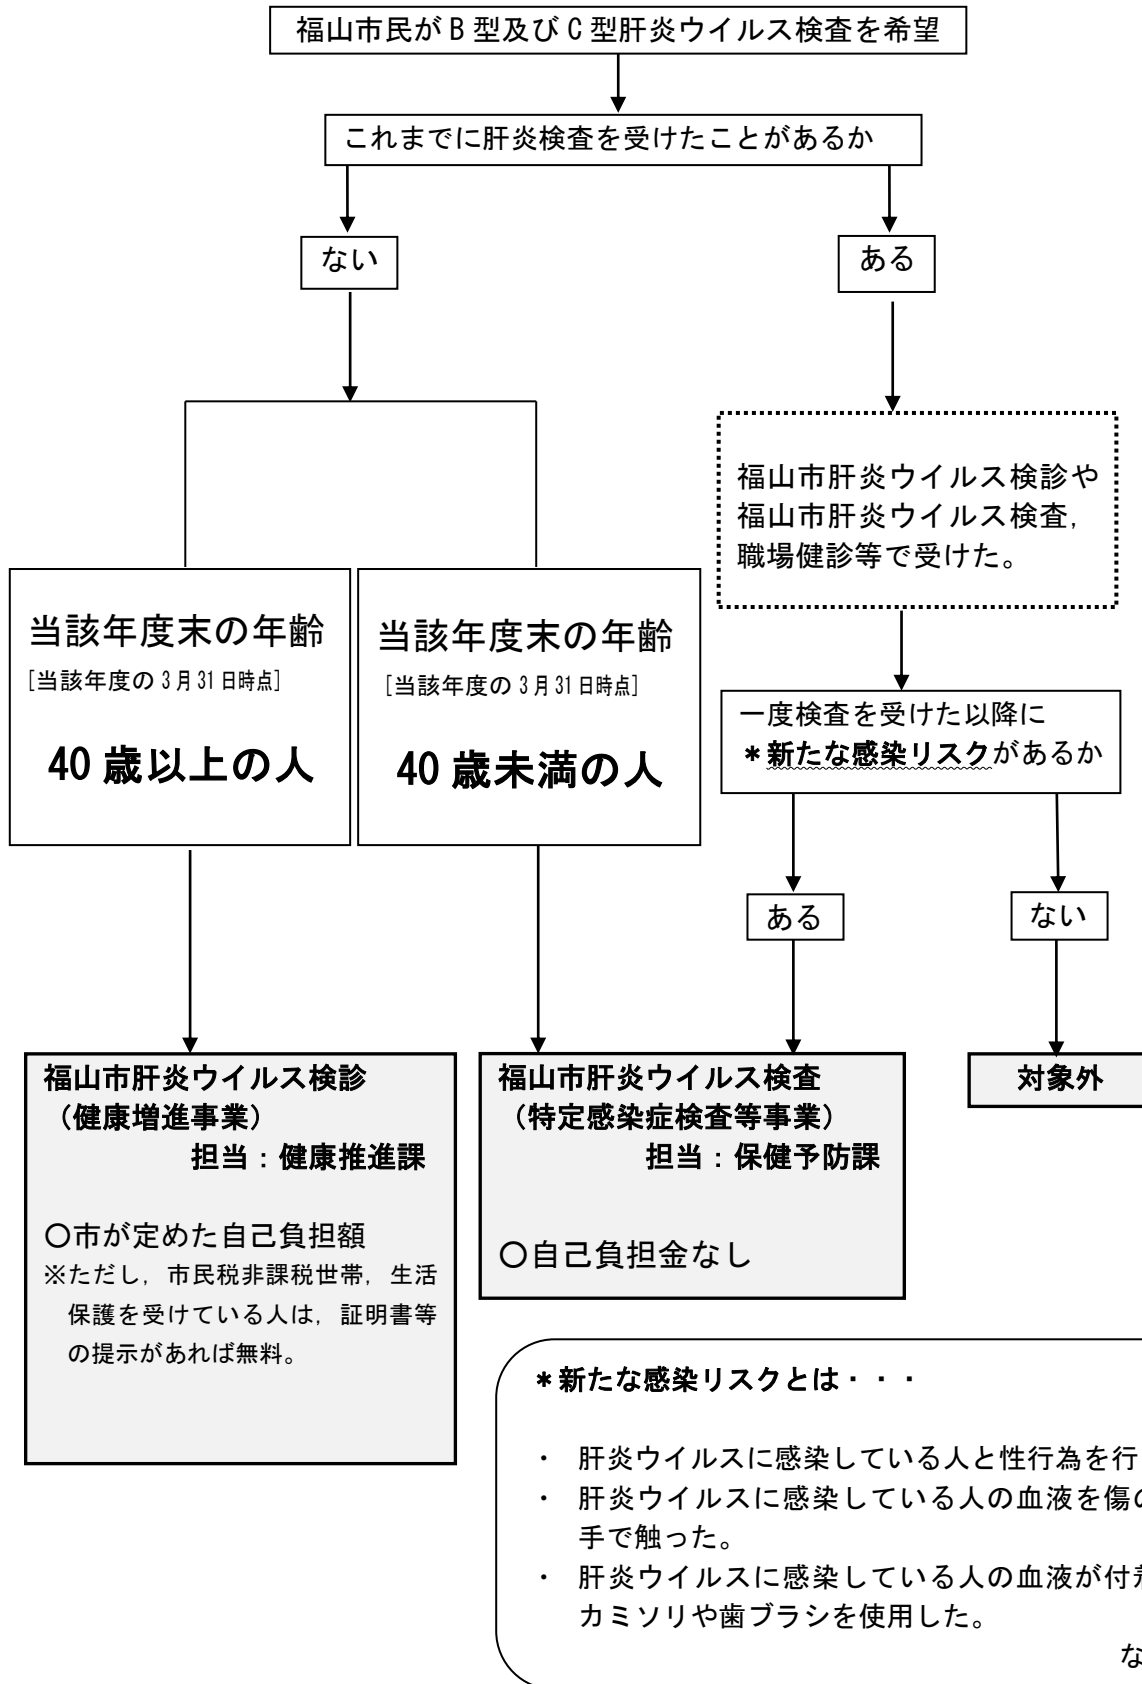 福山市民がB型及びC型肝炎ウイルス検査を希望
これまでに肝炎検査を受けたことがあるか
ない
ある
福山市肝炎ウイルス検診や
福山市肝炎ウイルス検査,
職場健診等で受けた。
当該年度末の年齢
[当該年度の3月31日時点]
40歳以上の人
当該年度末の年齢
[当該年度の3月31日時点]
40歳未満の人
一度検査を受けた以降に
*新たな感染リスクがあるか
ある
ない
福山市肝炎ウイルス検診
(健康増進事業)
担当:健康推進課
〇市が定めた自己負担額
※ただし,市民税非課税世帯,生活
保護を受けている人は,証明書等
の提示があれば無料。
福山市肝炎ウイルス検査
(特定感染症検査等事業)
担当:保健予防課
〇自己負担金なし
対象外
*新たな感染リスクとは・・・
・ 肝炎ウイルスに感染している人と性行為を行
・ 肝炎ウイルスに感染している人の血液を傷の
手で触った。
・ 肝炎ウイルスに感染している人の血液が付着
カミソリや歯ブラシを使用した。
な